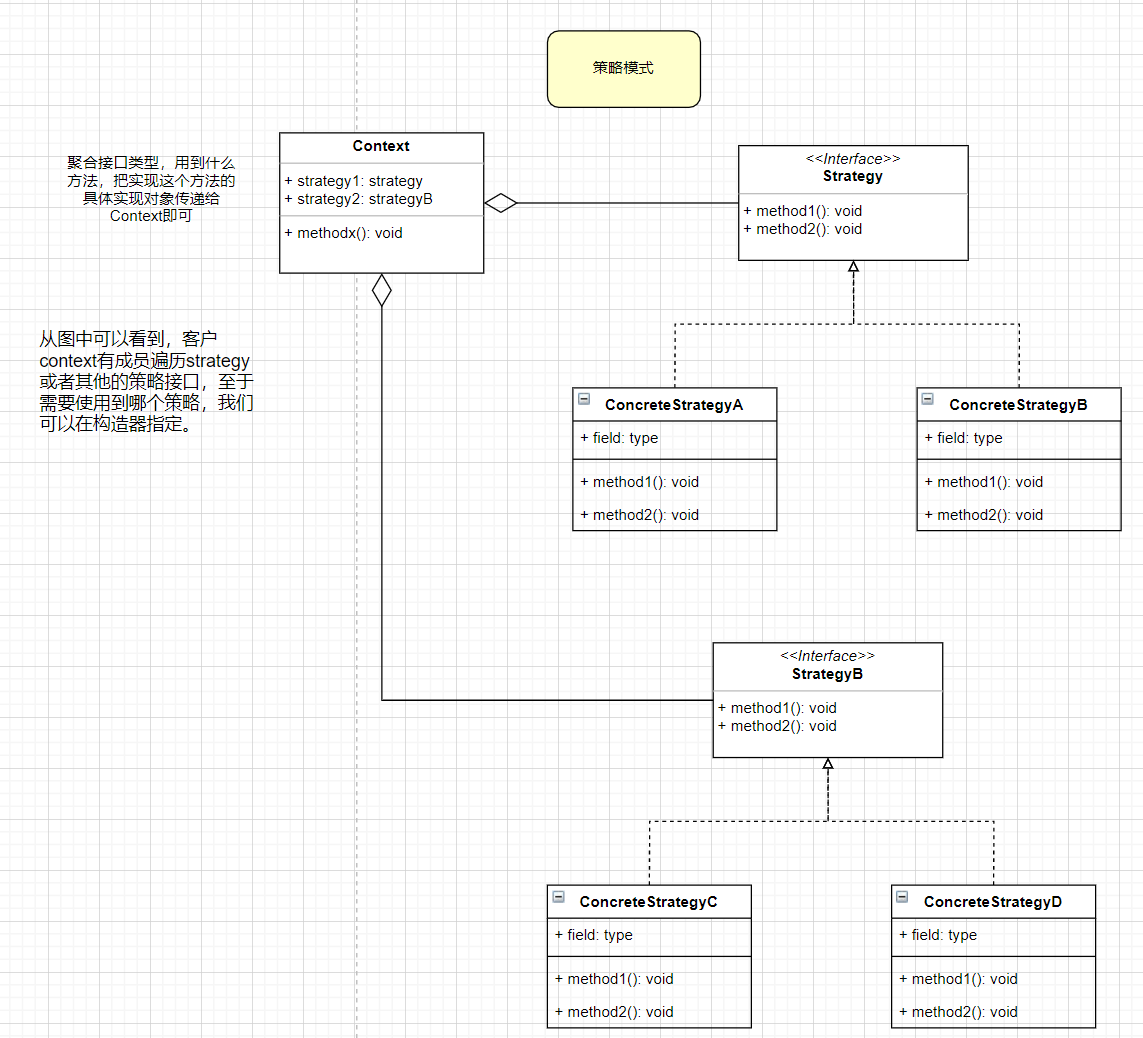 策略模式
Context
+ strategy1: strategy
+ strategy2: strategyB
+ methodx(): void
聚合接口类型，用到什么
方法，把实现这个方法的
具体实现对象传递给
Context即可
<<Interface>>
Strategy
+ method1(): void
+ method2(): void
从图中可以看到，客户
context有成员遍历strategy
或者其他的策略接口，至于
需要使用到哪个策略，我们
可以在构造器指定。
ConcreteStrategyA
+ field: type
+ method1(): void
+ method2(): void
ConcreteStrategyB
+ field: type
+ method1(): void
+ method2(): void
<<Interface>>
StrategyB
+ method1(): void
+ method2(): void
ConcreteStrategyC
+ field: type
+ method1(): void
+ method2(): void
ConcreteStrategyD
+ field: type
+ method1(): void
+ method2(): void